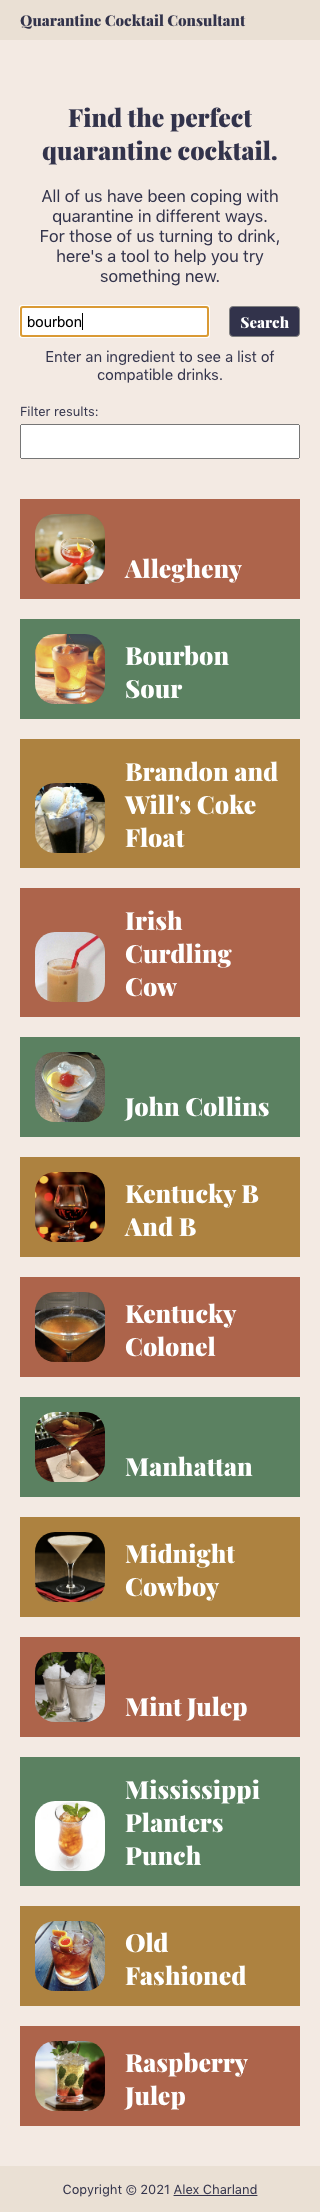 Quarantine Cocktail Consultant
Find the perfect
quarantine cocktail.
All of us have been coping with
quarantine in different ways.
For those of us turning to drink,
here's a tool to help you try
something new.
bourbon
Search
Enter an ingredient to see a list of
compatible drinks.
Filter results:
Allegheny
Bourbon
Sour
Brandon and
Will's Coke
Float
Irish
Curdling
Cow
John Collins
Kentucky B
And B
Kentucky
Colonel
Manhattan
Midnight
Cowboy
Mint Julep
Mississippi
Planters
Punch
Old
Fashioned
Raspberry
Julep
Copyright © 2021 Alex Charland